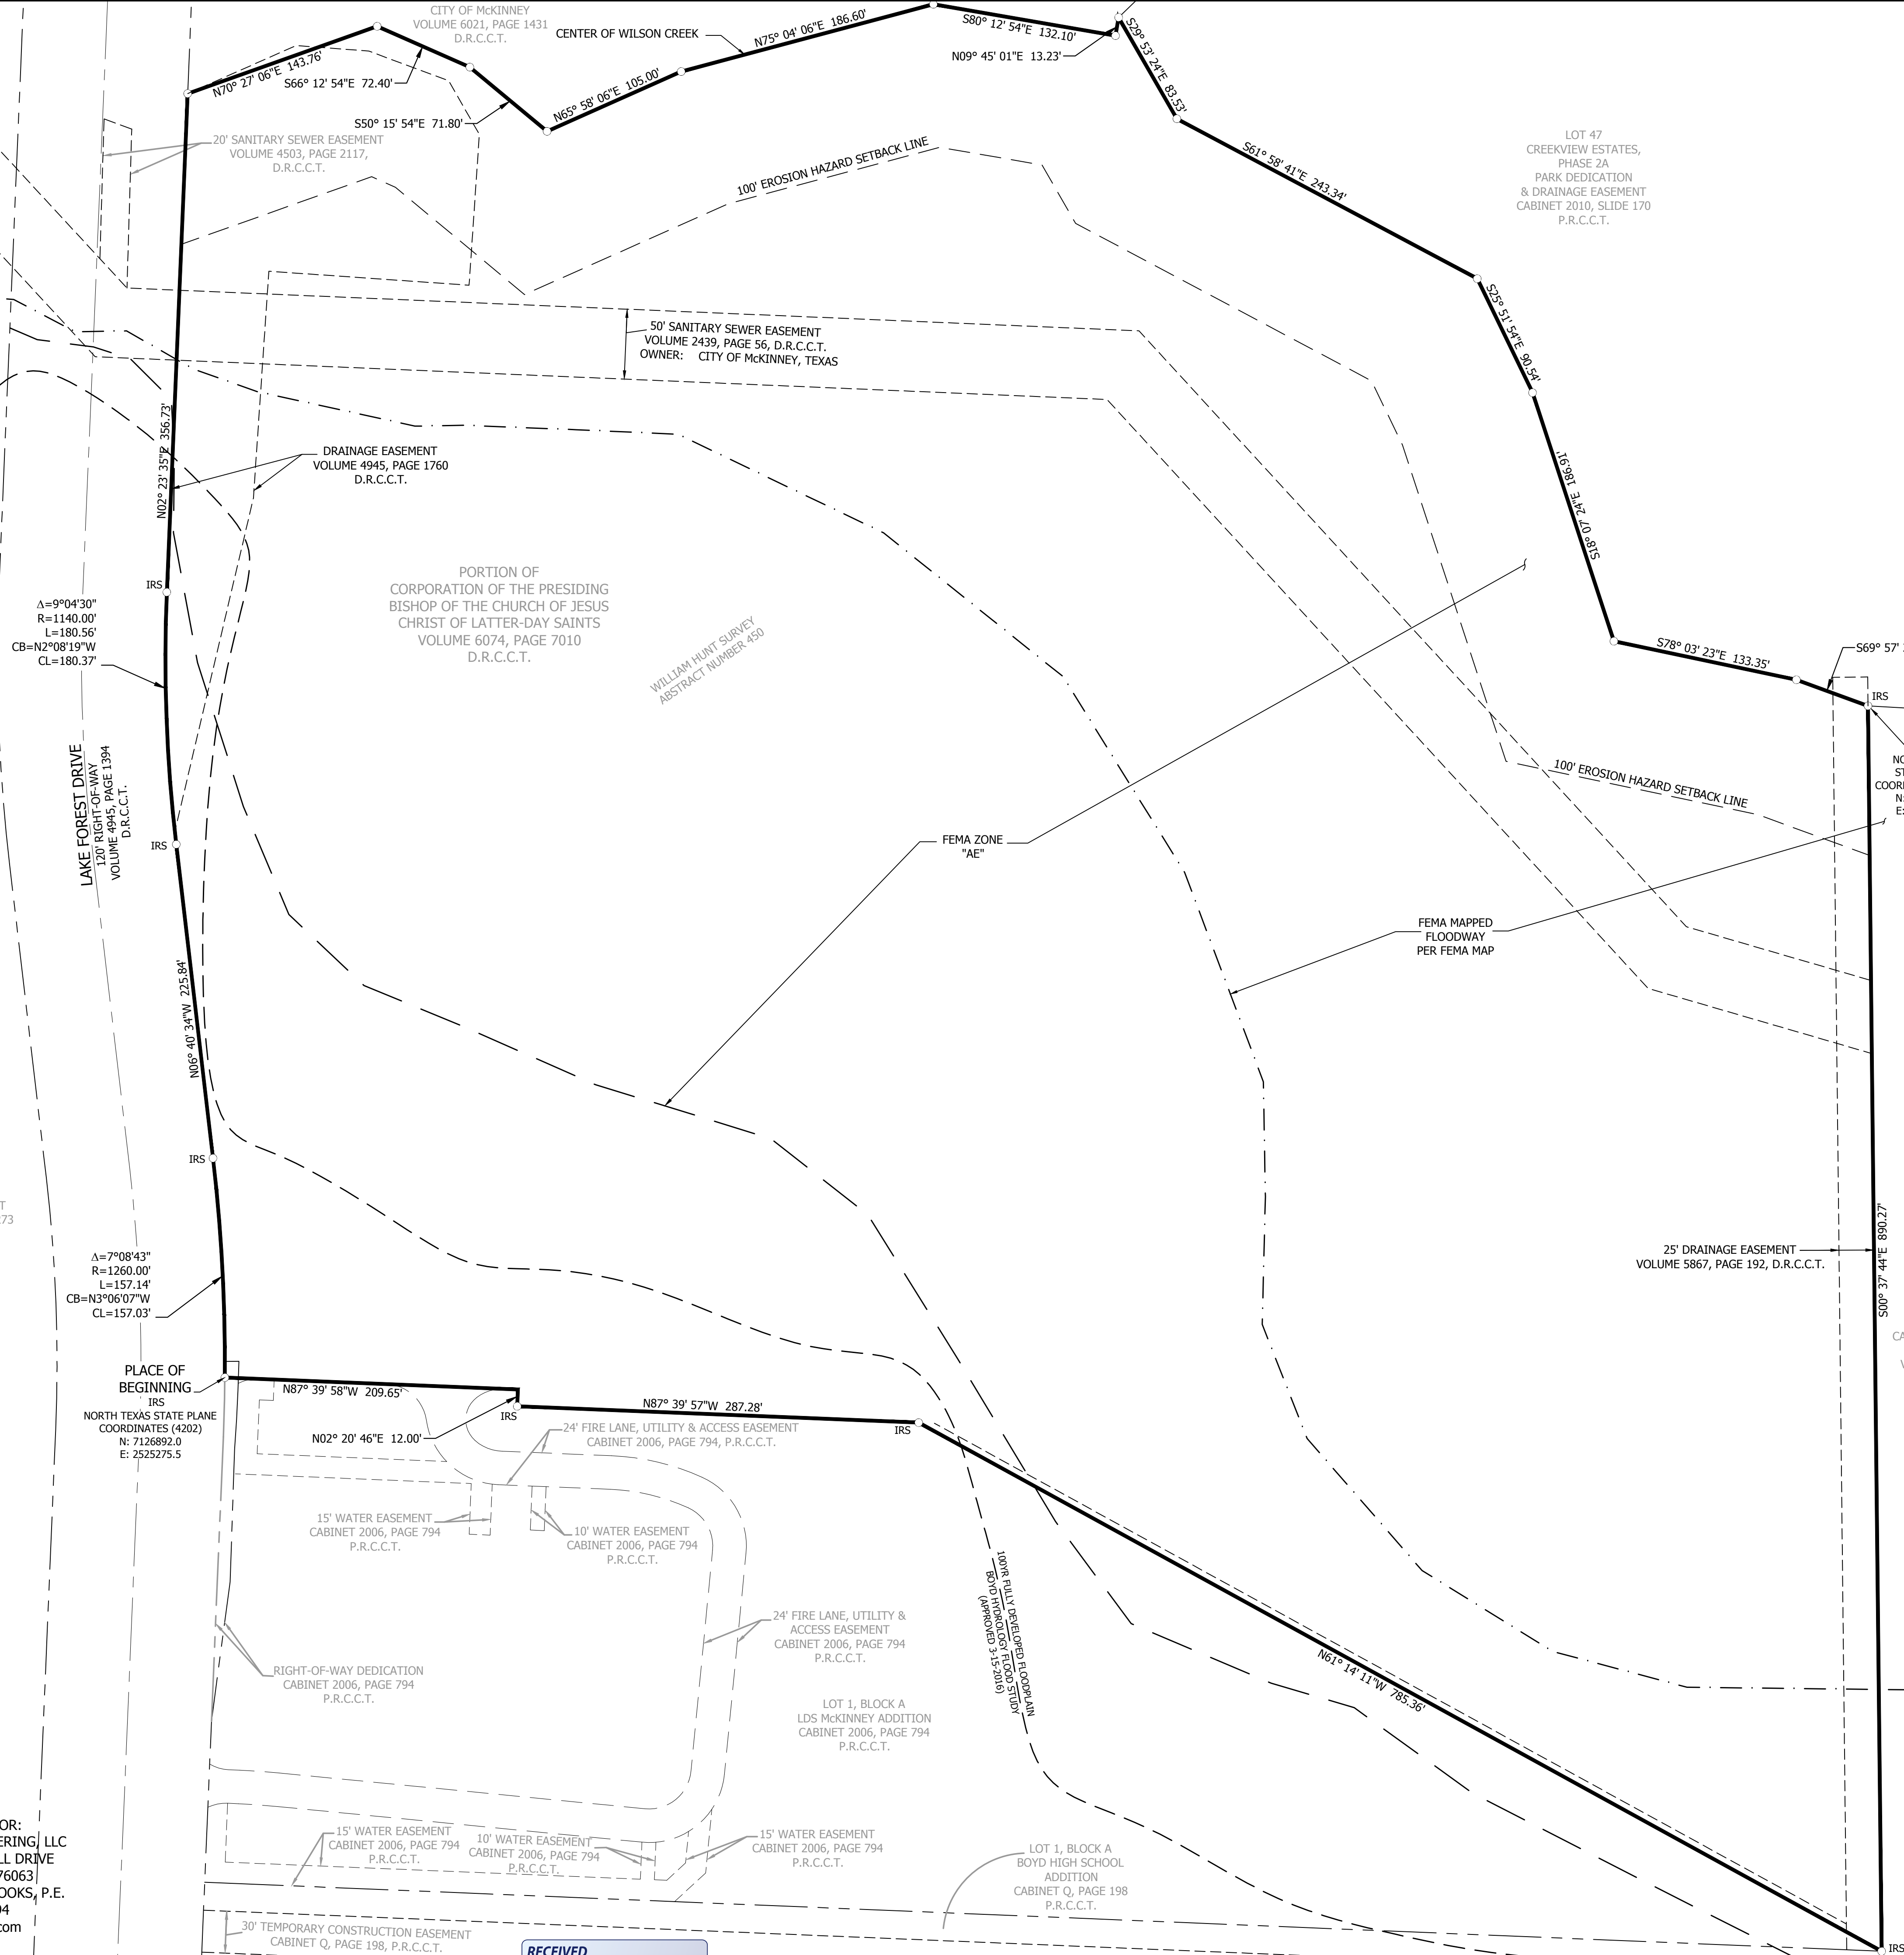 CITY OF McKINNEY
VOLUME 6021, PAGE 1431
D.R.C.C.T.
CENTER OF WILSON CREEK
N75° 04' 06"E 186.60'
S80° 12' 54"E 132.10'
N09° 45' 01"E 13.23'
S29° 53' 24"E 83.53'
N70° 27' 06"E 143.76'
S66° 12' 54"E 72.40'
S50° 15' 54"E 71.80'
N65° 58' 06"E 105.00'
20' SANITARY SEWER EASEMENT
VOLUME 4503, PAGE 2117,
D.R.C.C.T.
100' EROSION HAZARD SETBACK LINE
S61° 58' 41"E 243.34'
LOT 47
CREEKVIEW ESTATES,
PHASE 2A
PARK DEDICATION
& DRAINAGE EASEMENT
CABINET 2010, SLIDE 170
P.R.C.C.T.
S25° 51' 54"E 90.54'
50' SANITARY SEWER EASEMENT
VOLUME 2439, PAGE 56, D.R.C.C.T.
OWNER: CITY OF McKINNEY, TEXAS
N02° 23' 35"E 356.73'
DRAINAGE EASEMENT
VOLUME 4945, PAGE 1760
D.R.C.C.T.
S18° 07' 24"E 186.91'
IRS
Δ=9°04'30"
R=1140.00'
L=180.56'
CB=N2°08'19"W
CL=180.37'
PORTION OF
CORPORATION OF THE PRESIDING
BISHOP OF THE CHURCH OF JESUS
CHRIST OF LATTER-DAY SAINTS
VOLUME 6074, PAGE 7010
D.R.C.C.T.
WILLIAM HUNT SURVEY
ABSTRACT NUMBER 450
S78° 03' 23"E 133.35'
S69° 57'
IRS
NO
ST
COOR
N:
E:
LAKE FOREST DRIVE
120' RIGHT-OF-WAY
VOLUME 4945, PAGE 1394
D.R.C.C.T.
100' EROSION HAZARD SETBACK LINE
IRS
FEMA ZONE
"AE"
FEMA MAPPED
FLOODWAY
PER FEMA MAP
N06° 40' 34"W 225.84'
IRS
T
273
Δ=7°08'43"
R=1260.00'
L=157.14'
CB=N3°06'07"W
CL=157.03'
25' DRAINAGE EASEMENT
VOLUME 5867, PAGE 192, D.R.C.C.T.
S00° 37' 44"E 890.27'
CA
PLACE OF
BEGINNING
IRS
NORTH TEXAS STATE PLANE
COORDINATES (4202)
N: 7126892.0
E: 2525275.5
N87° 39' 58"W 209.65'
N02° 20' 46"E 12.00'
IRS
N87° 39' 57"W 287.28'
IRS
24' FIRE LANE, UTILITY & ACCESS EASEMENT
CABINET 2006, PAGE 794, P.R.C.C.T.
15' WATER EASEMENT
CABINET 2006, PAGE 794
P.R.C.C.T.
10' WATER EASEMENT
CABINET 2006, PAGE 794
P.R.C.C.T.
100YR FULLY DEVELOPED FLOODPLAIN
BOYD HYDROLOGY FLOOD STUDY
(APPROVED 3-15-2016)
24' FIRE LANE, UTILITY &
ACCESS EASEMENT
CABINET 2006, PAGE 794
P.R.C.C.T.
RIGHT-OF-WAY DEDICATION
CABINET 2006, PAGE 794
P.R.C.C.T.
N61° 14' 11"W 785.36'
LOT 1, BLOCK A
LDS McKINNEY ADDITION
CABINET 2006, PAGE 794
P.R.C.C.T.
OR:
ERING, LLC
LL DRIVE
76063
OOKS, P.E.
04
com
15' WATER EASEMENT
CABINET 2006, PAGE 794
P.R.C.C.T.
10' WATER EASEMENT
CABINET 2006, PAGE 794
P.R.C.C.T.
15' WATER EASEMENT
CABINET 2006, PAGE 794
P.R.C.C.T.
LOT 1, BLOCK A
BOYD HIGH SCHOOL
ADDITION
CABINET Q, PAGE 198
P.R.C.C.T.
30' TEMPORARY CONSTRUCTION EASEMENT
CABINET Q, PAGE 198, P.R.C.C.T.
RECEIVED
IRS